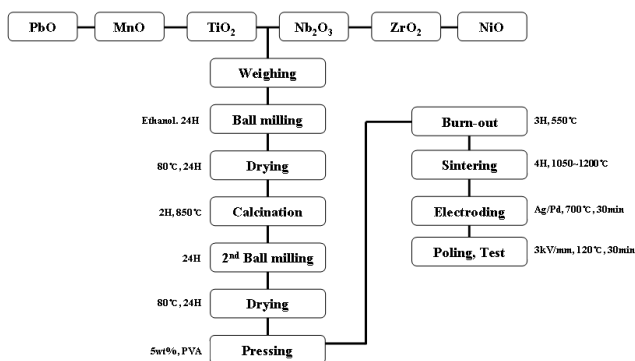 PbO MnO TiO₂ Nb₂O₃ ZrO₂ NiO
Weighing
Ethanol. 24H Ball milling
80℃, 24H Drying
2H, 850℃ Calcination
24H 2ⁿᵈ Ball milling
80℃, 24H Drying
5wt%, PVA Pressing
Burn-out 3H, 550℃
Sintering 4H, 1050~1200℃
Electroding Ag/Pd, 700℃, 30min
Poling, Test 3kV/mm, 120℃, 30min